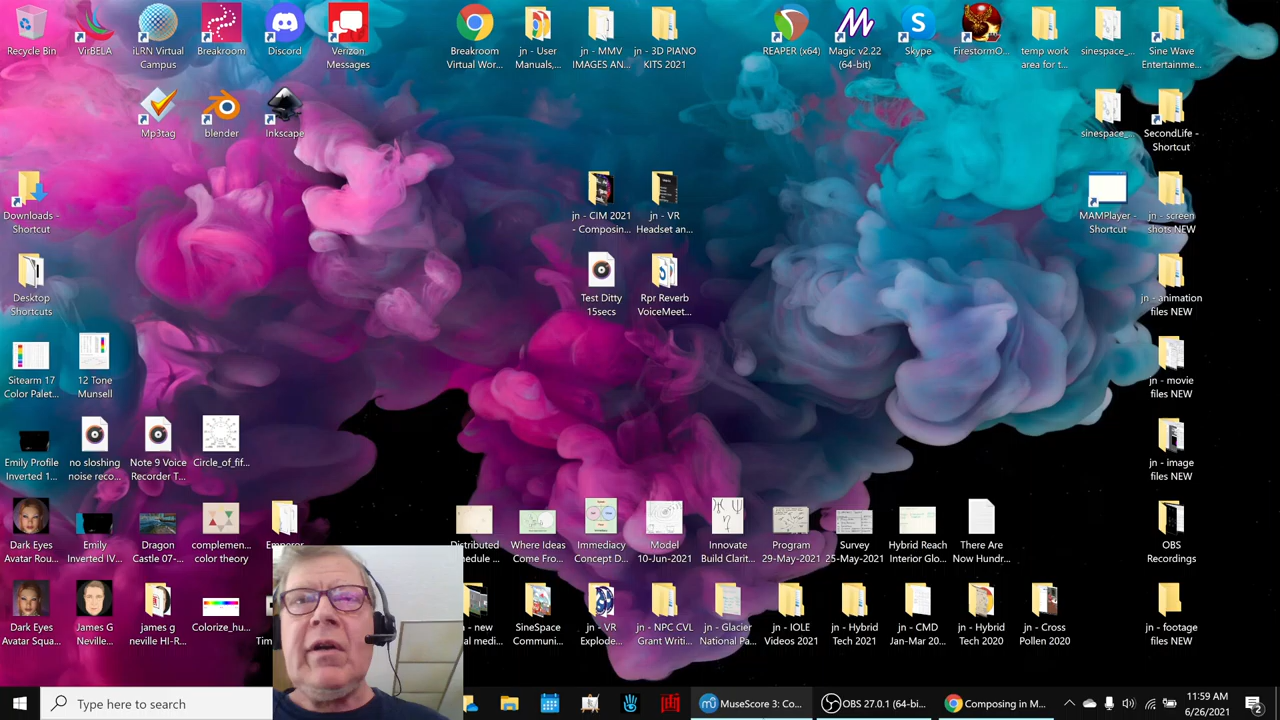 Recycle Bin
VirBELA
iLRN Virtual
Campus
Breakroom
Discord
Verizon
Messages
Breakroom
Virtual Wor...
jn - User
Manuals,...
jn - MMV
IMAGES AN...
jn - 3D PIANO
KITS 2021
REAPER (x64)
Magic v2.22
(64-bit)
Skype
FirestormO...
temp work
area for t...
sinespace_...
Sine Wave
Entertainme...
Mp3tag
blender
Inkscape
sinespace_...
SecondLife -
Shortcut
Downloads -
Shortcut
jn - CIM 2021
- Composin...
jn - VR
Headset an...
MAMPlayer -
Shortcut
jn - screen
shots NEW
Desktop
Shortcuts
Test Ditty
15secs
Rpr Reverb
VoiceMeet...
jn - animation
files NEW
Sitearm 17
Color Palet...
12 Tone
Munsell
jn - movie
files NEW
Emily Profile
Inverted 1...
no sloshing
noise reco...
Note 9 Voice
Recorder T...
Circle_of_fif...
jn - image
files NEW
Dark Eyes
Avatar Rou...
Emily
Inverted IV...
Dragon
Castle 07-...
complemen...
color theory
Emperor
Distributed
Where Ideas
Come Fro...
Immediacy
Concept D...
Model
10-Jun-2021
Innovate
Build Clarit...
Program
29-May-2021
Survey
25-May-2021
Hybrid Reach
Interior Glo...
There Are
Now Hundr...
OBS
Recordings
Dark Eyes
Avatar Squa...
James G
Neville...
james g
neville HI-R...
Colorize_hu...
- new
SineSpace
Communi...
jn - VR
Explode...
jn - NPC CVL
Grant Writi...
jn - Glacier
National Pa...
jn - IOLE
Videos 2021
jn - Hybrid
Tech 2021
jn - CMD
Jan-Mar 20...
jn - Hybrid
Tech 2020
jn - Cross
Pollen 2020
jn - footage
files NEW
Type here to search
MuseScore 3: Co...
OBS 27.0.1 (64-bi...
Composing in M...
11:59 AM
6/26/2021
2